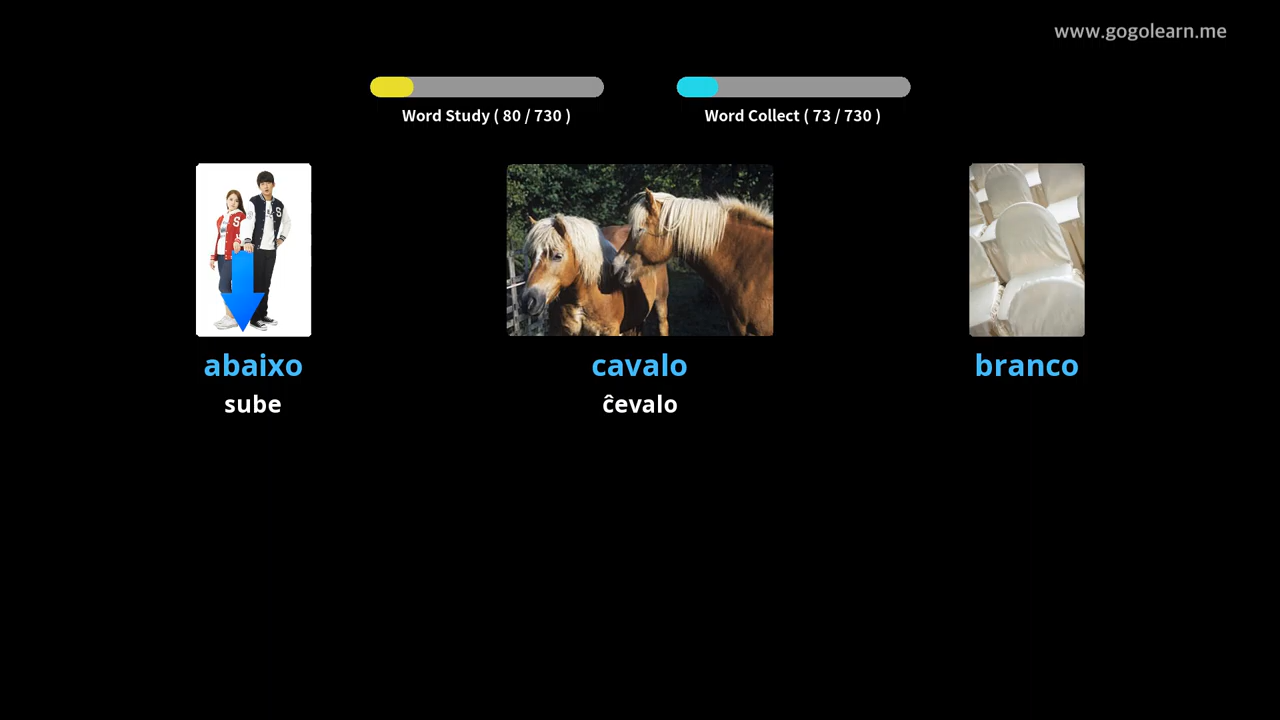 www.gogolearn.me
Word Study ( 80 / 730 )
Word Collect ( 73 / 730 )
abaixo
sube
cavalo
ĉevalo
branco